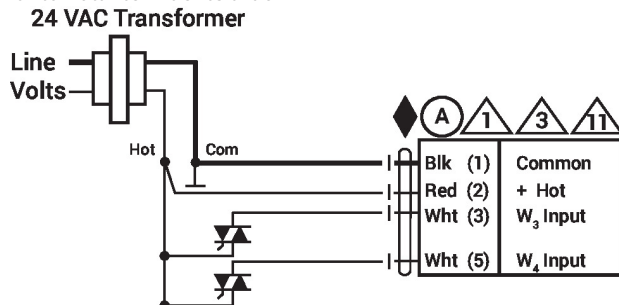 24 VAC Transformer
Line
Volts
Hot
Com
A 1 3 11
Blk (1) Common
Red (2) + Hot
Wht (3) W3 Input
Wht (5) W4 Input